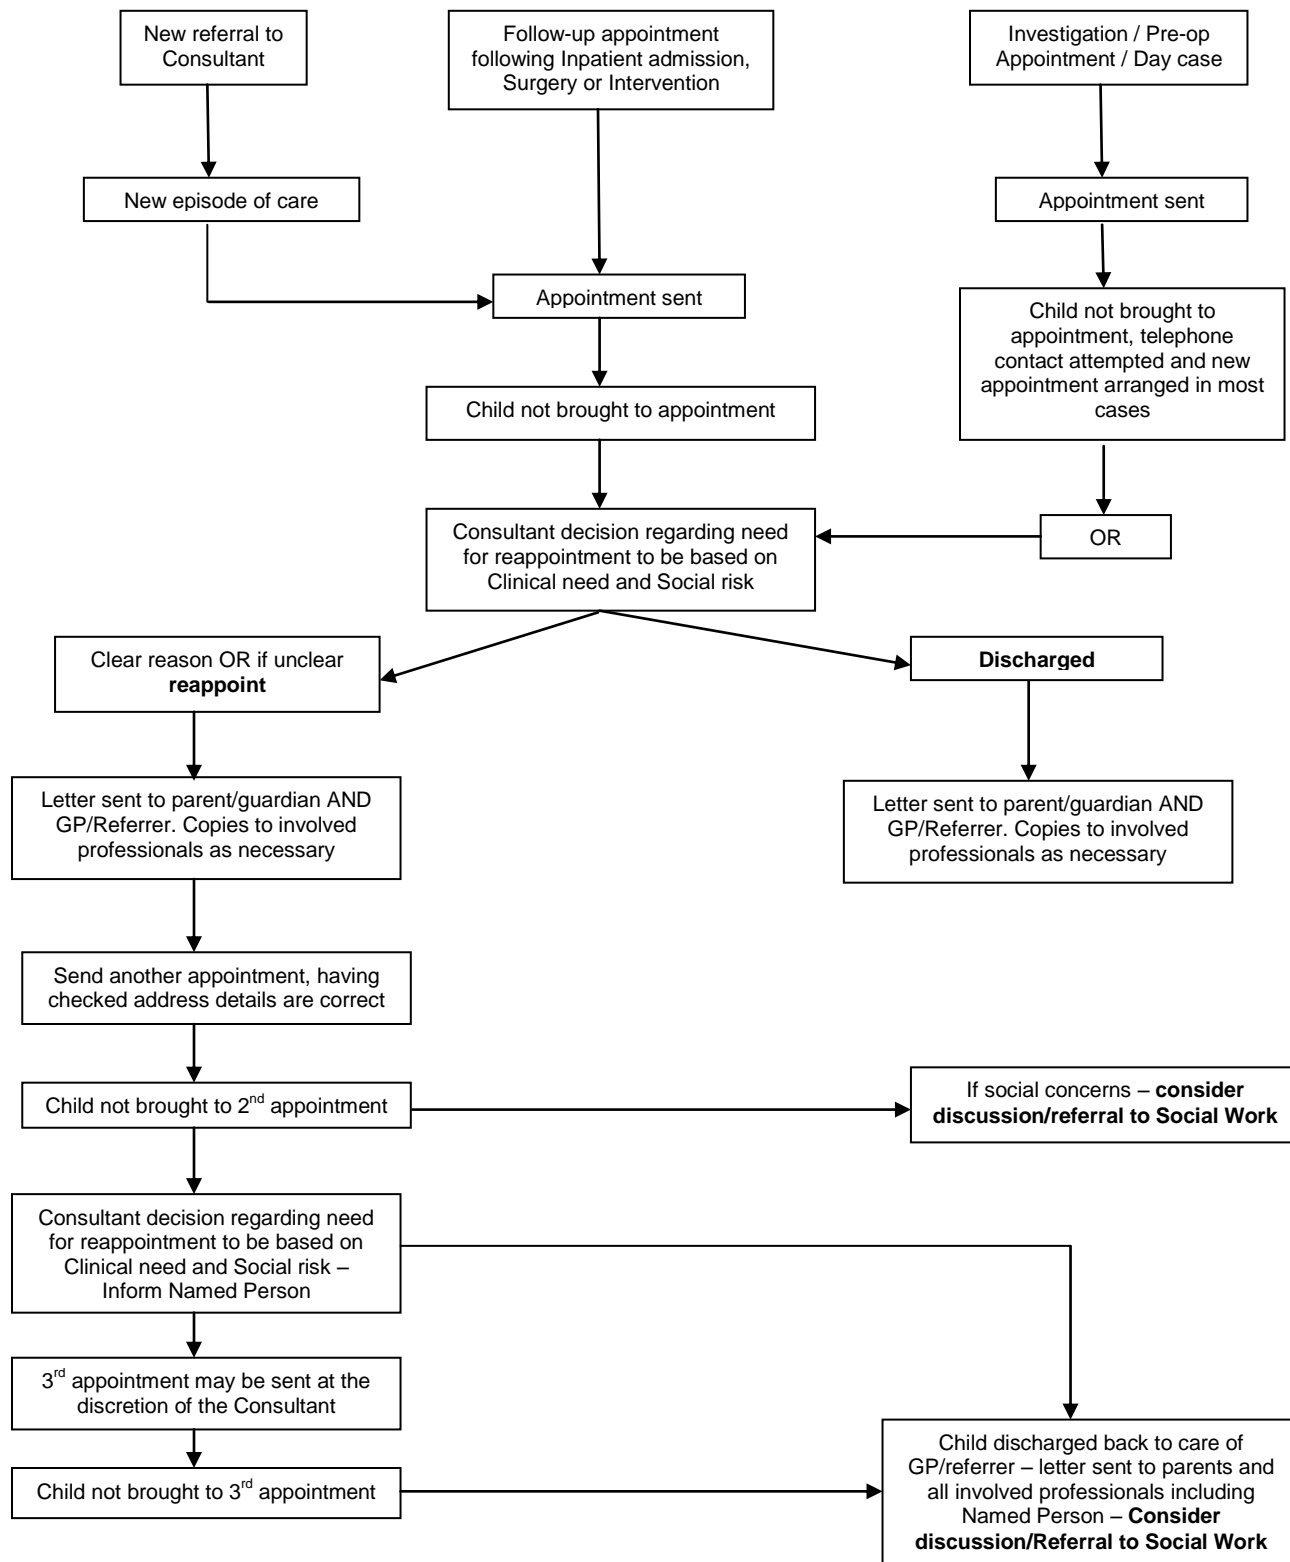 New referral to
Consultant
Follow-up appointment
following Inpatient admission,
Surgery or Intervention
Investigation / Pre-op
Appointment / Day case
New episode of care
Appointment sent
Appointment sent
Child not brought to
appointment, telephone
contact attempted and new
appointment arranged in most
cases
Child not brought to appointment
Consultant decision regarding need
for reappointment to be based on
Clinical need and Social risk
OR
Clear reason OR if unclear
reappoint
Discharged
Letter sent to parent/guardian AND
GP/Referrer. Copies to involved
professionals as necessary
Letter sent to parent/guardian AND
GP/Referrer. Copies to involved
professionals as necessary
Send another appointment, having
checked address details are correct
Child not brought to 2nd appointment
If social concerns – consider
discussion/referral to Social Work
Consultant decision regarding need
for reappointment to be based on
Clinical need and Social risk –
Inform Named Person
3rd appointment may be sent at the
discretion of the Consultant
Child not brought to 3rd appointment
Child discharged back to care of
GP/referrer – letter sent to parents and
all involved professionals including
Named Person – Consider
discussion/Referral to Social Work